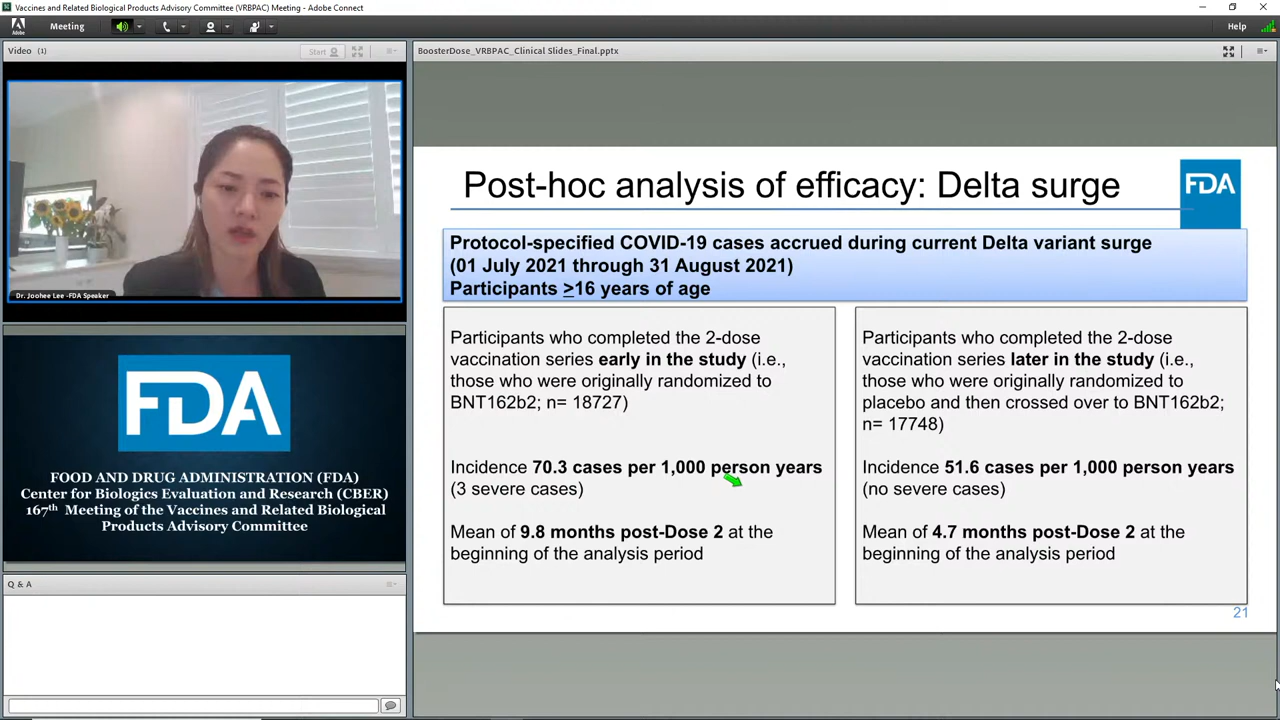 Vaccines and Related Biological Products Advisory Committee (VRBPAC) Meeting - Adobe Connect
Adobe
Meeting
Help
Video (1)
Start
Dr. Joohee Lee -FDA Speaker
FDA
FOOD AND DRUG ADMINISTRATION (FDA)
Center for Biologics Evaluation and Research (CBER)
167th Meeting of the Vaccines and Related Biological
Products Advisory Committee
Q & A
BoosterDose_VRBPAC_Clinical Slides_Final.pptx
Post-hoc analysis of efficacy: Delta surge
FDA
Protocol-specified COVID-19 cases accrued during current Delta variant surge
(01 July 2021 through 31 August 2021)
Participants ≥16 years of age
Participants who completed the 2-dose
vaccination series early in the study (i.e.,
those who were originally randomized to
BNT162b2; n= 18727)
Incidence 70.3 cases per 1,000 person years
(3 severe cases)
Mean of 9.8 months post-Dose 2 at the
beginning of the analysis period
Participants who completed the 2-dose
vaccination series later in the study (i.e.,
those who were originally randomized to
placebo and then crossed over to BNT162b2;
n= 17748)
Incidence 51.6 cases per 1,000 person years
(no severe cases)
Mean of 4.7 months post-Dose 2 at the
beginning of the analysis period
21